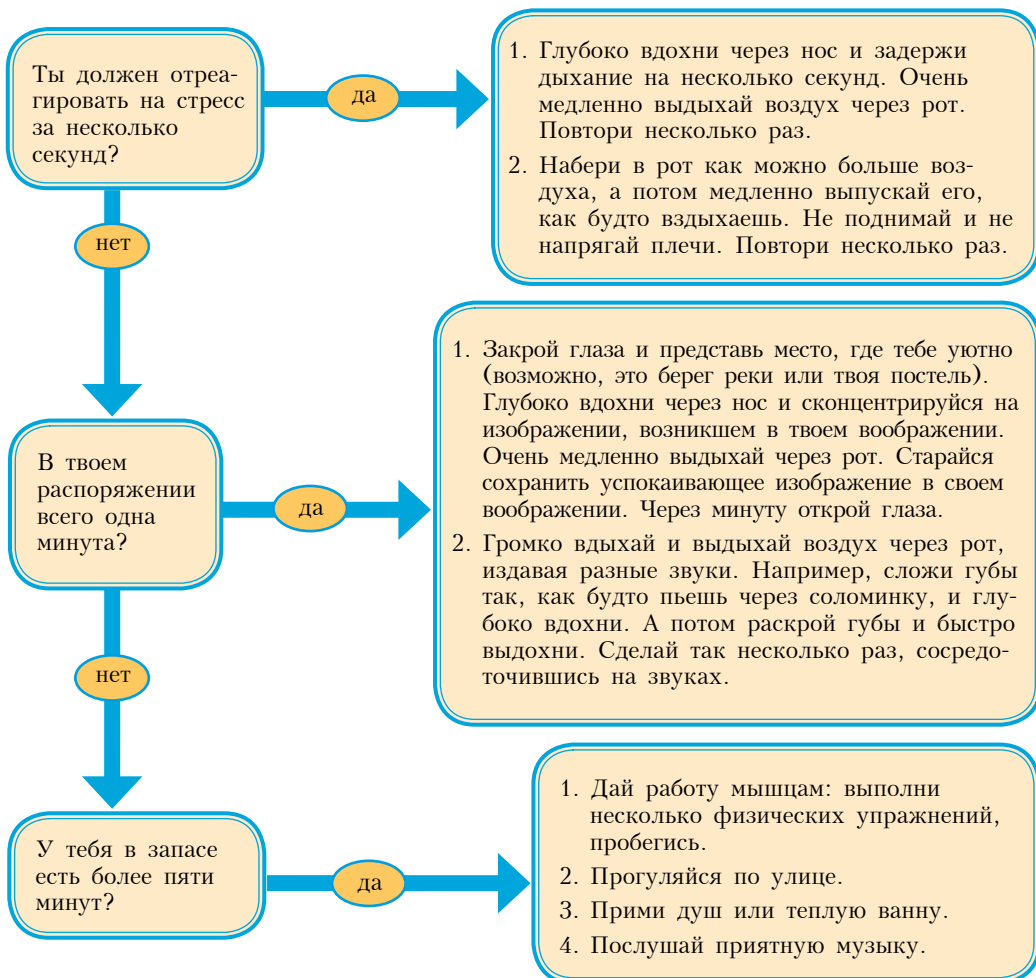 Ты должен отреа-
гировать на стресс
за несколько
секунд?
да
1. Глубоко вдохни через нос и задержи
дыхание на несколько секунд. Очень
медленно выдыхай воздух через рот.
Повтори несколько раз.
2. Набери в рот как можно больше воз-
духа, а потом медленно выпускай его,
как будто вздыхаешь. Не поднимай и не
напрягай плечи. Повтори несколько раз.
нет
В твоем
распоряжении
всего одна
минута?
да
1. Закрой глаза и представь место, где тебе уютно
(возможно, это берег реки или твоя постель).
Глубоко вдохни через нос и сконцентрируйся на
изображении, возникшем в твоем воображении.
Очень медленно выдыхай через рот. Старайся
сохранить успокаивающее изображение в своем
воображении. Через минуту открой глаза.
2. Громко вдыхай и выдыхай воздух через рот,
издавая разные звуки. Например, сложи губы
так, как будто пьешь через соломинку, и глу-
боко вдохни. А потом раскрой губы и быстро
выдохни. Сделай так несколько раз, сосредо-
точившись на звуках.
нет
У тебя в запасе
есть более пяти
минут?
да
1. Дай работу мышцам: выполни
несколько физических упражнений,
пробегись.
2. Прогуляйся по улице.
3. Прими душ или теплую ванну.
4. Послушай приятную музыку.